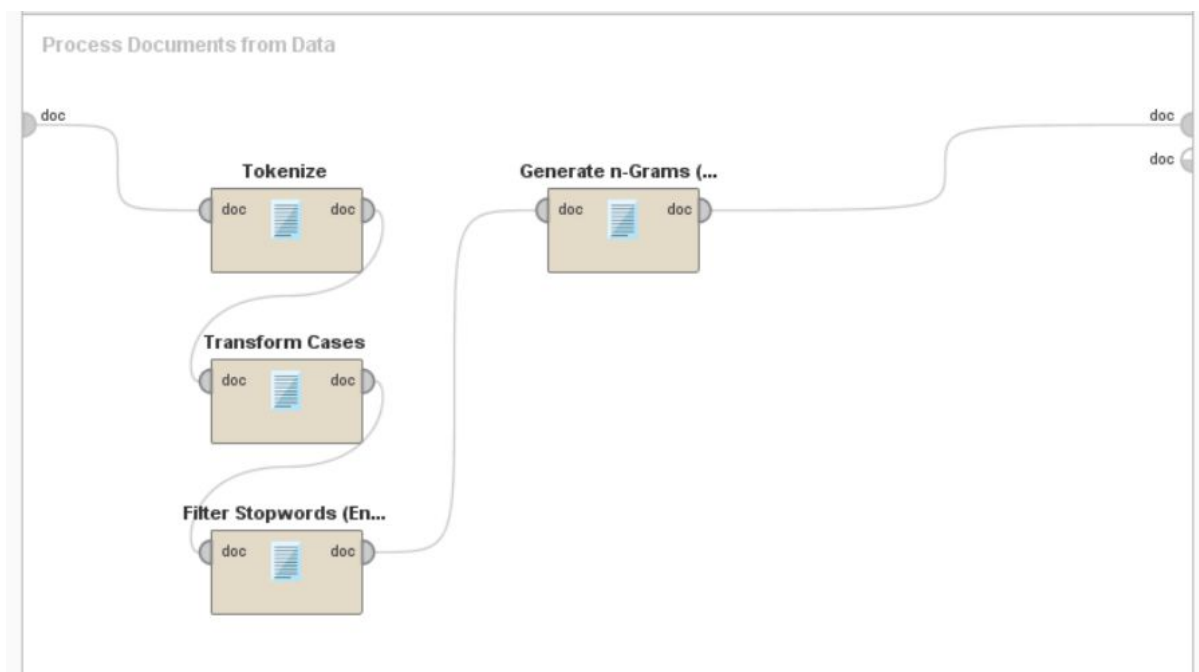 Process Documents from Data
doc
doc
doc
Tokenize
doc
doc
Generate n-Grams (...
doc
doc
Transform Cases
doc
doc
Filter Stopwords (En...
doc
doc